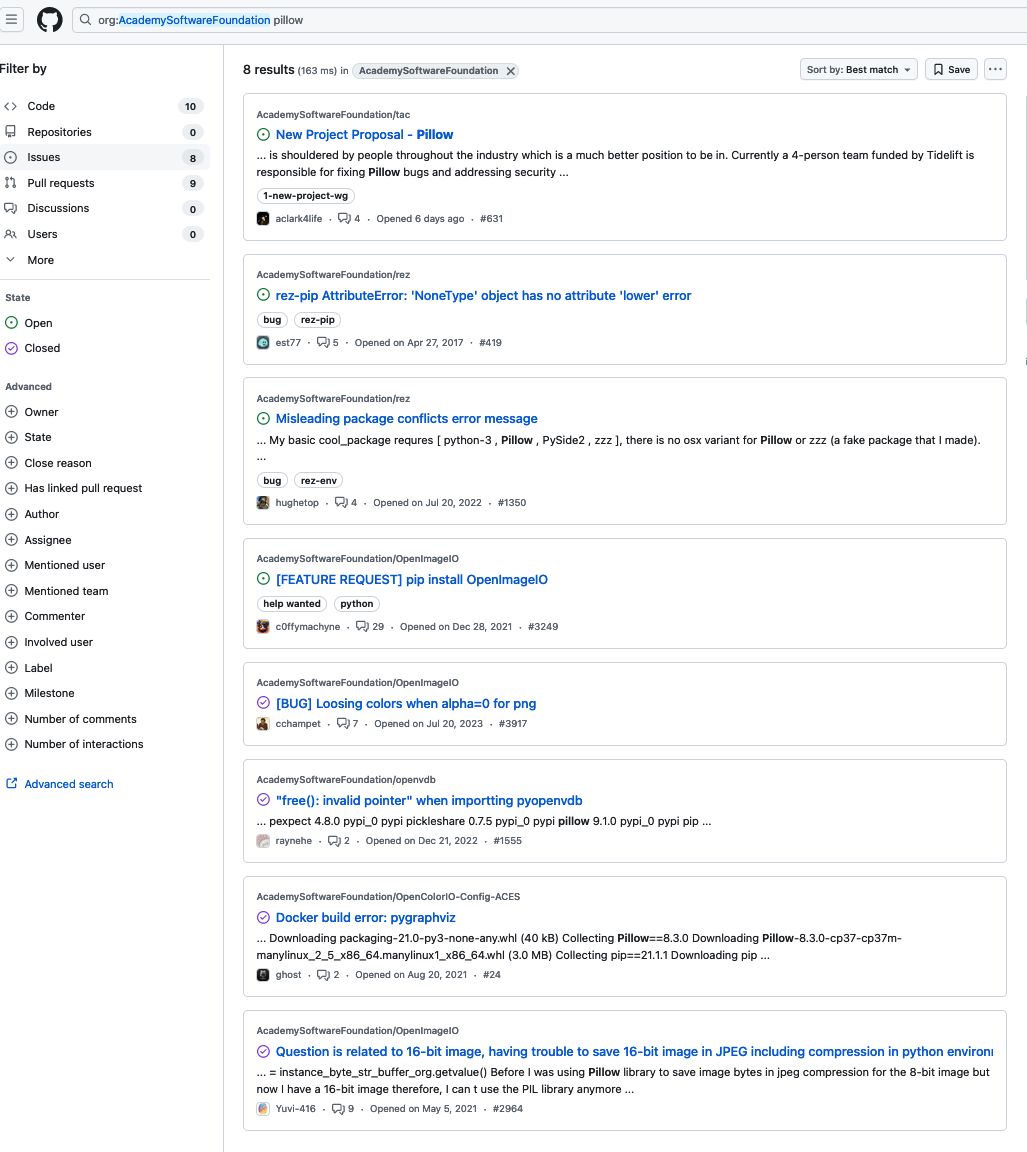 org:AcademySoftwareFoundation pillow
Filter by
Code 10
Repositories 0
Issues 8
Pull requests 9
Discussions 0
Users 0
More
State
Open
Closed
Advanced
Owner
State
Close reason
Has linked pull request
Author
Assignee
Mentioned user
Mentioned team
Commenter
Involved user
Label
Milestone
Number of comments
Number of interactions
Advanced search
8 results (163 ms) in AcademySoftwareFoundation
Sort by: Best match Save
AcademySoftwareFoundation/tac
New Project Proposal - Pillow
... is shouldered by people throughout the industry which is a much better position to be in. Currently a 4-person team funded by Tidelift is
responsible for fixing Pillow bugs and addressing security ...
1-new-project-wg
aclark4life · 4 · Opened 6 days ago · #631
AcademySoftwareFoundation/rez
rez-pip AttributeError: 'NoneType' object has no attribute 'lower' error
bug rez-pip
est77 · 5 · Opened on Apr 27, 2017 · #419
AcademySoftwareFoundation/rez
Misleading package conflicts error message
... My basic cool_package requres [ python-3 , Pillow , PySide2 , zzz ], there is no osx variant for Pillow or zzz (a fake package that I made).
...
bug rez-env
hughetop · 4 · Opened on Jul 20, 2022 · #1350
AcademySoftwareFoundation/OpenImageIO
[FEATURE REQUEST] pip install OpenImageIO
help wanted python
c0ffymachyne · 29 · Opened on Dec 28, 2021 · #3249
AcademySoftwareFoundation/OpenImageIO
[BUG] Loosing colors when alpha=0 for png
cchampet · 7 · Opened on Jul 20, 2023 · #3917
AcademySoftwareFoundation/openvdb
"free(): invalid pointer" when importting pyopenvdb
... pexpect 4.8.0 pypi_0 pypi pickleshare 0.7.5 pypi_0 pypi pillow 9.1.0 pypi_0 pypi pip ...
raynehe · 2 · Opened on Dec 21, 2022 · #1555
AcademySoftwareFoundation/OpenColorIO-Config-ACES
Docker build error: pygraphviz
... Downloading packaging-21.0-py3-none-any.whl (40 kB) Collecting Pillow==8.3.0 Downloading Pillow-8.3.0-cp37-cp37m-
manylinux_2_5_x86_64.manylinux1_x86_64.whl (3.0 MB) Collecting pip==21.1.1 Downloading pip ...
ghost · 2 · Opened on Aug 20, 2021 · #24
AcademySoftwareFoundation/OpenImageIO
Question is related to 16-bit image, having trouble to save 16-bit image in JPEG including compression in python environ
... = instance_byte_str_buffer_org.getvalue() Before I was using Pillow library to save image bytes in jpeg compression for the 8-bit image but
now I have a 16-bit image therefore, I can t use the PIL library anymore ...
Yuvi-416 · 9 · Opened on May 5, 2021 · #2964